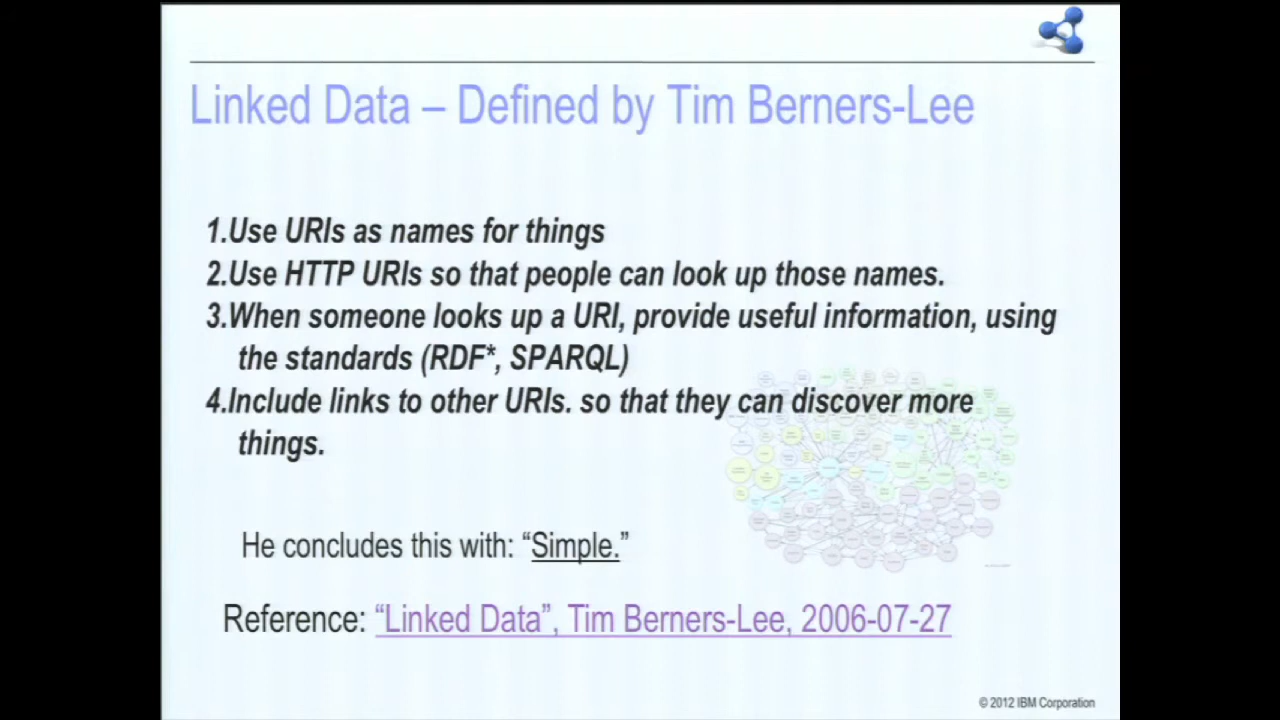 Linked Data – Defined by Tim Berners-Lee
1.Use URIs as names for things
2.Use HTTP URIs so that people can look up those names.
3.When someone looks up a URI, provide useful information, using
the standards (RDF*, SPARQL)
4.Include links to other URIs. so that they can discover more
things.
He concludes this with: “Simple.”
Reference: “Linked Data”, Tim Berners-Lee, 2006-07-27
© 2012 IBM Corporation